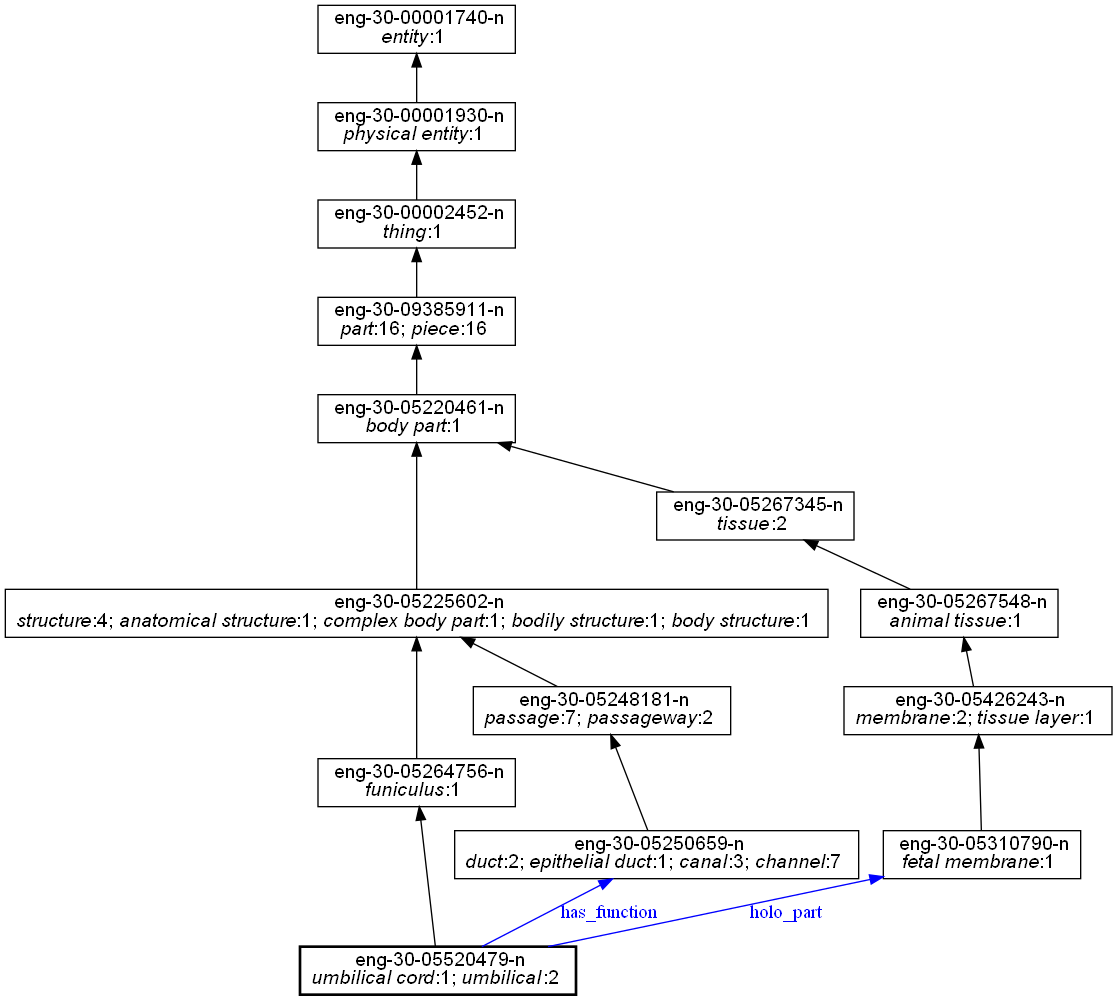 eng-30-00001740-n
entity:1
eng-30-00001930-n
physical entity:1
eng-30-00002452-n
thing:1
eng-30-09385911-n
part:16; piece:16
eng-30-05220461-n
body part:1
eng-30-05267345-n
tissue:2
eng-30-05225602-n
structure:4; anatomical structure:1; complex body part:1; bodily structure:1; body structure:1
eng-30-05267548-n
animal tissue:1
eng-30-05248181-n
passage:7; passageway:2
eng-30-05426243-n
membrane:2; tissue layer:1
eng-30-05264756-n
funiculus:1
eng-30-05250659-n
duct:2; epithelial duct:1; canal:3; channel:7
eng-30-05310790-n
fetal membrane:1
has_function
holo_part
eng-30-05520479-n
umbilical cord:1; umbilical:2